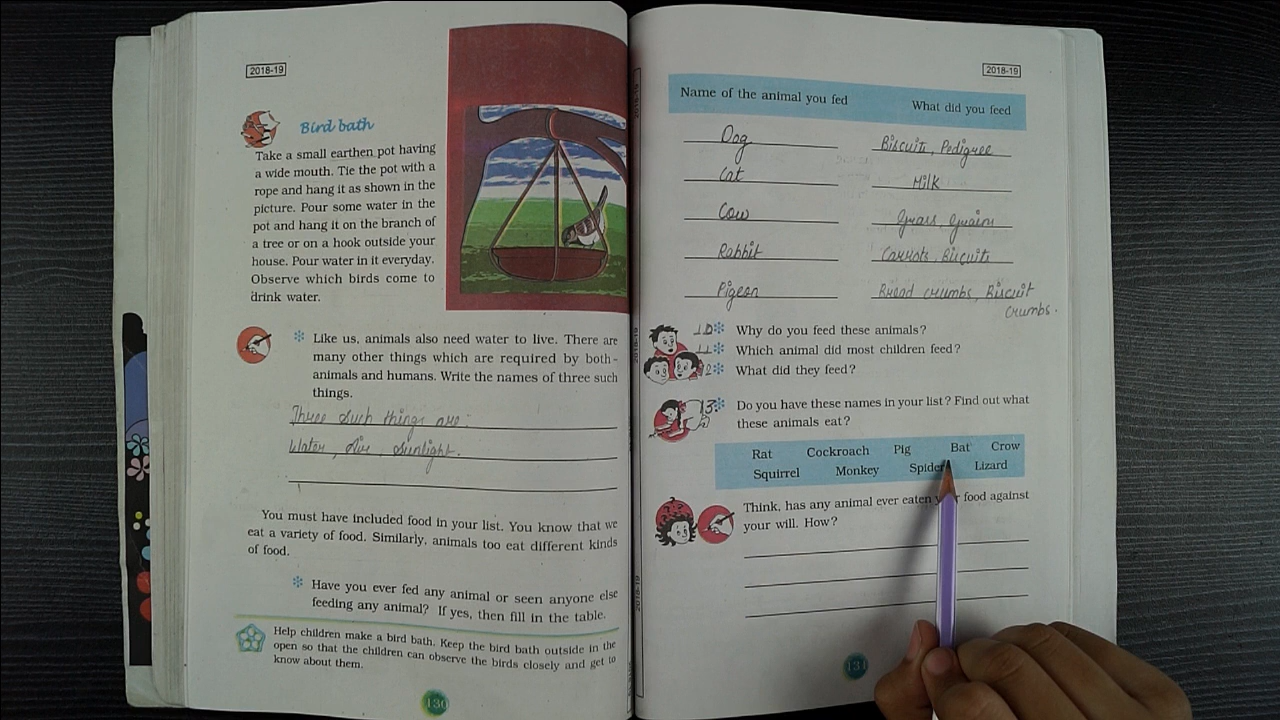 2018-19
Bird bath
Take a small earthen pot having
a wide mouth. Tie the pot with a
rope and hang it as shown in the
picture. Pour some water in the
pot and hang it on the branch of
a tree or on a hook outside your
house. Pour water in it everyday.
Observe which birds come to
drink water.
* Like us, animals also need water to live. There are
many other things which are required by both-
animals and humans. Write the names of three such
things.
Three such things are:
Water, Air, Sunlight.
You must have included food in your list. You know that we
eat a variety of food. Similarly, animals too eat different kinds
of food.
* Have you ever fed any animal or seen anyone else
feeding any animal? If yes, then fill in the table.
Help children make a bird bath. Keep the bird bath outside in the
open so that the children can observe the birds closely and get to
know about them.
130
2018-19
Name of the animal you fed What did you feed
Dog Biscuits, Pedigree
Cat Milk
Cow Grass, Grains
Rabbit Carrots, Biscuits
Pigeon Bread crumbs, Biscuit
crumbs.
10* Why do you feed these animals?
11* Which animal did most children feed?
* What did they feed?
13.* Do you have these names in your list? Find out what
these animals eat?
Rat Cockroach Pig Bat Crow
Squirrel Monkey Spider Lizard
Think, has any animal ever eaten food against
your will. How?
131